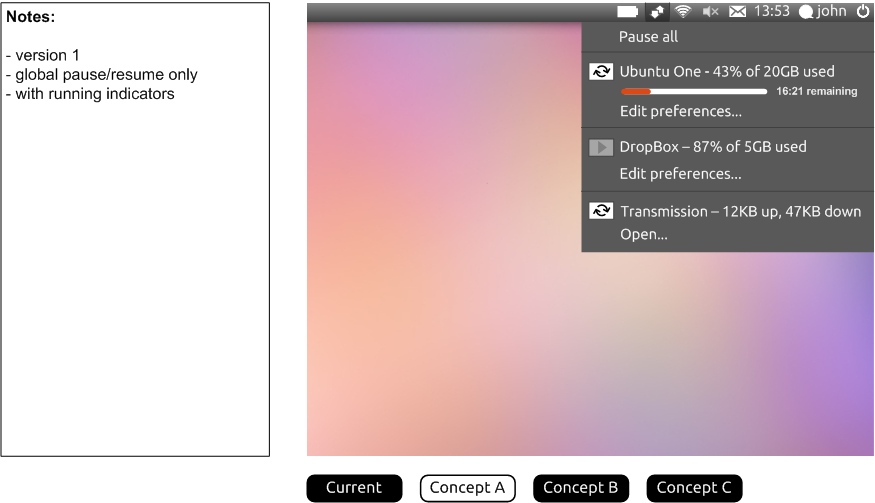 Notes:
- version 1
- global pause/resume only
- with running indicators
13:53 john
Pause all
Ubuntu One - 43% of 20GB used
16:21 remaining
Edit preferences...
DropBox – 87% of 5GB used
Edit preferences...
Transmission – 12KB up, 47KB down
Open...
Current Concept A Concept B Concept C